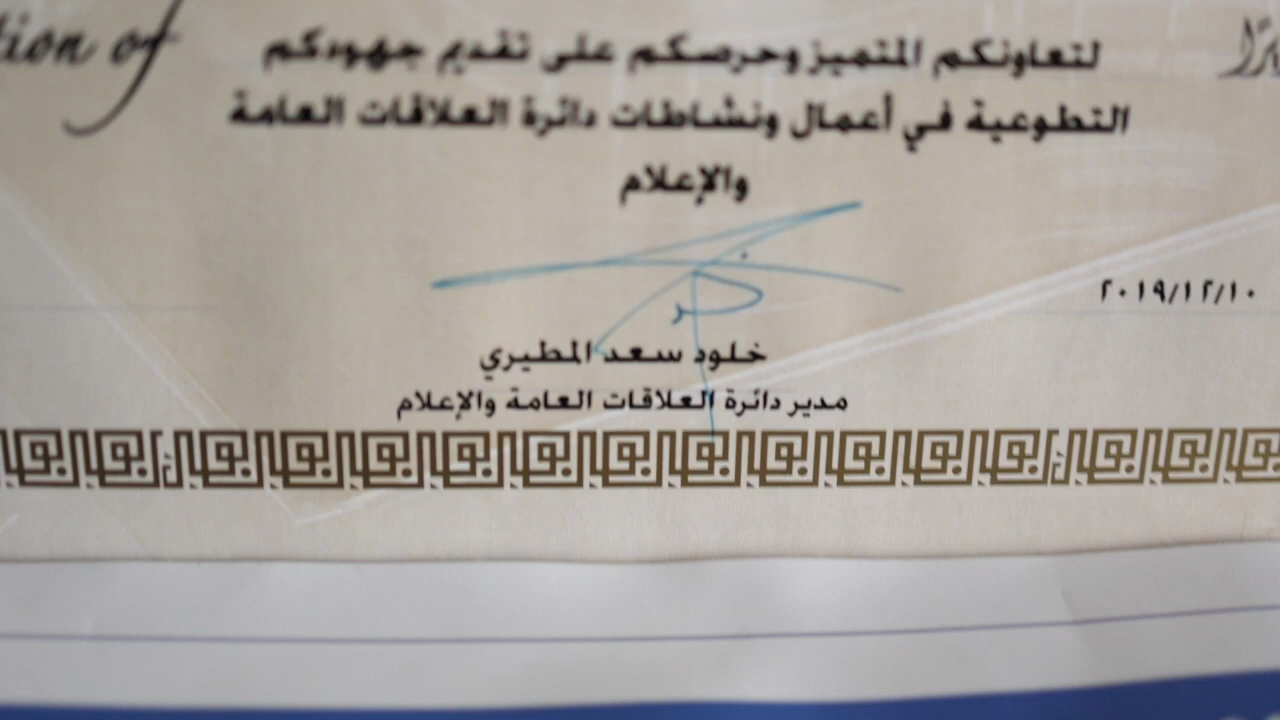 tion of
لتعاونكم المتميز وحرصكم على تقديم جهودكم
التطوعية في أعمال ونشاطات دائرة العلاقات العامة
والإعلام
٢٠١٩/١٢/١٠
خلود سعد المطيري
مدير دائرة العلاقات العامة والإعلام